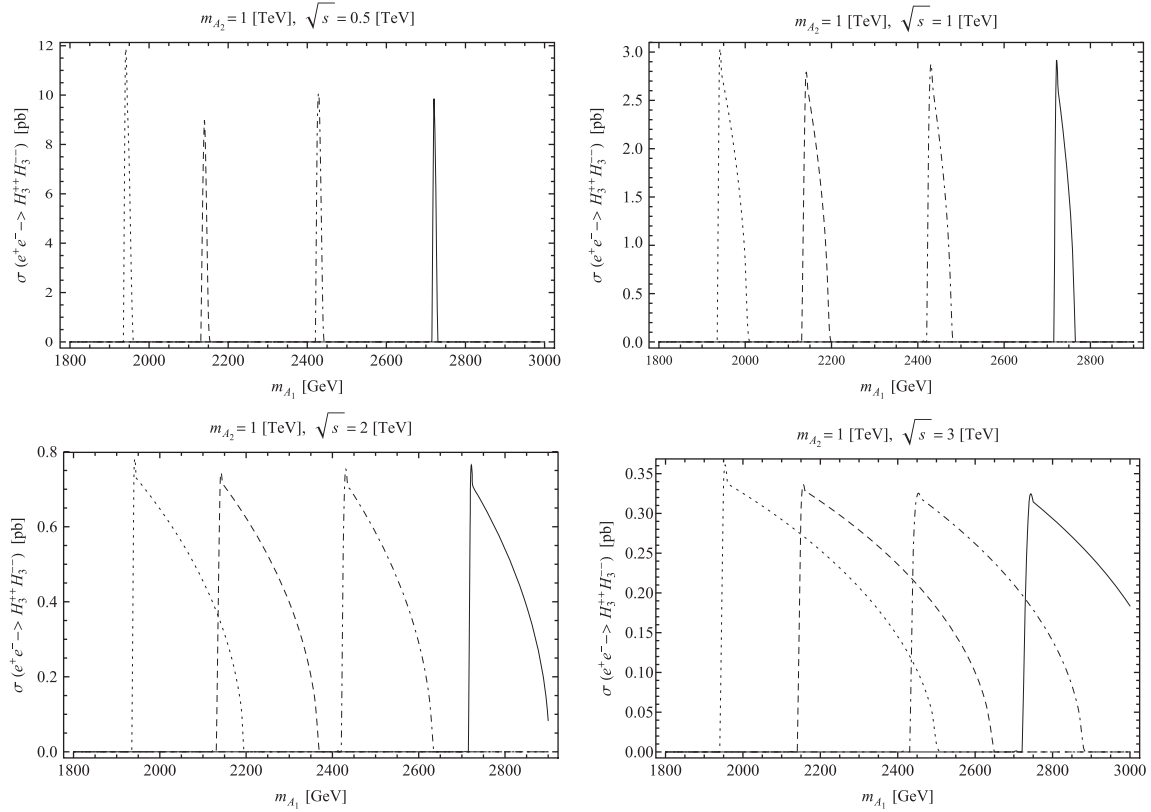 m_{A_2} = 1 [TeV], √s = 0.5 [TeV]
σ (e⁺e⁻ −> H₃⁺⁺H₃⁻⁻) [pb]
12
10
8
6
4
2
0
1800 2000 2200 2400 2600 2800 3000
m_{A_1} [GeV]
m_{A_2} = 1 [TeV], √s = 1 [TeV]
σ (e⁺e⁻ −> H₃⁺⁺H₃⁻⁻) [pb]
3.0
2.5
2.0
1.5
1.0
0.5
0.0
1800 2000 2200 2400 2600 2800
m_{A_1} [GeV]
m_{A_2} = 1 [TeV], √s = 2 [TeV]
σ (e⁺e⁻ −> H₃⁺⁺H₃⁻⁻) [pb]
0.8
0.6
0.4
0.2
0.0
1800 2000 2200 2400 2600 2800
m_{A_1} [GeV]
m_{A_2} = 1 [TeV], √s = 3 [TeV]
σ (e⁺e⁻ −> H₃⁺⁺H₃⁻⁻) [pb]
0.35
0.30
0.25
0.20
0.15
0.10
0.05
0.00
1800 2000 2200 2400 2600 2800 3000
m_{A_1} [GeV]